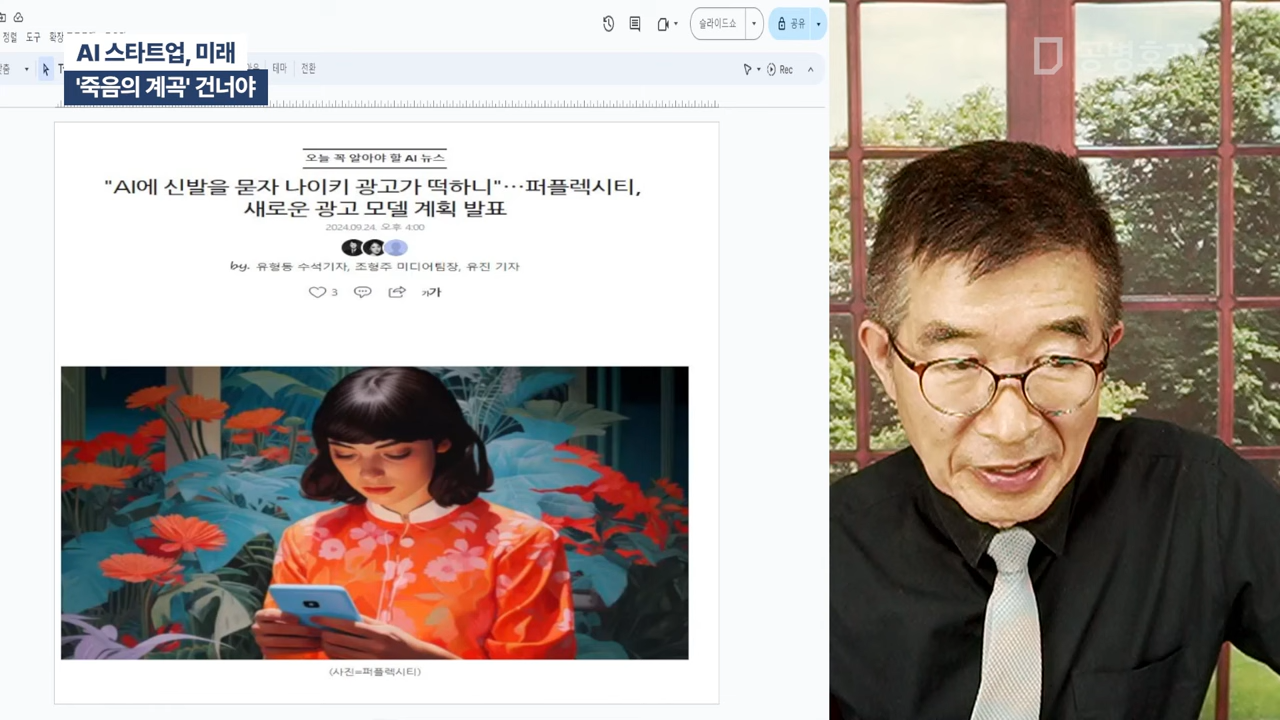 정렬 도구
슬라이드쇼
공유
AI 스타트업, 미래
'죽음의 계곡' 건너야
테마
전환
Rec
공병호
오늘 꼭 알아야 할 AI 뉴스
"AI에 신발을 묻자 나이키 광고가 떡하니"…퍼플렉시티,
새로운 광고 모델 계획 발표
2024.09.24. 오후 4:00
by. 유형동 수석기자, 조형주 미디어팀장, 유진 기자
3
가가
(사진=퍼플렉시티)